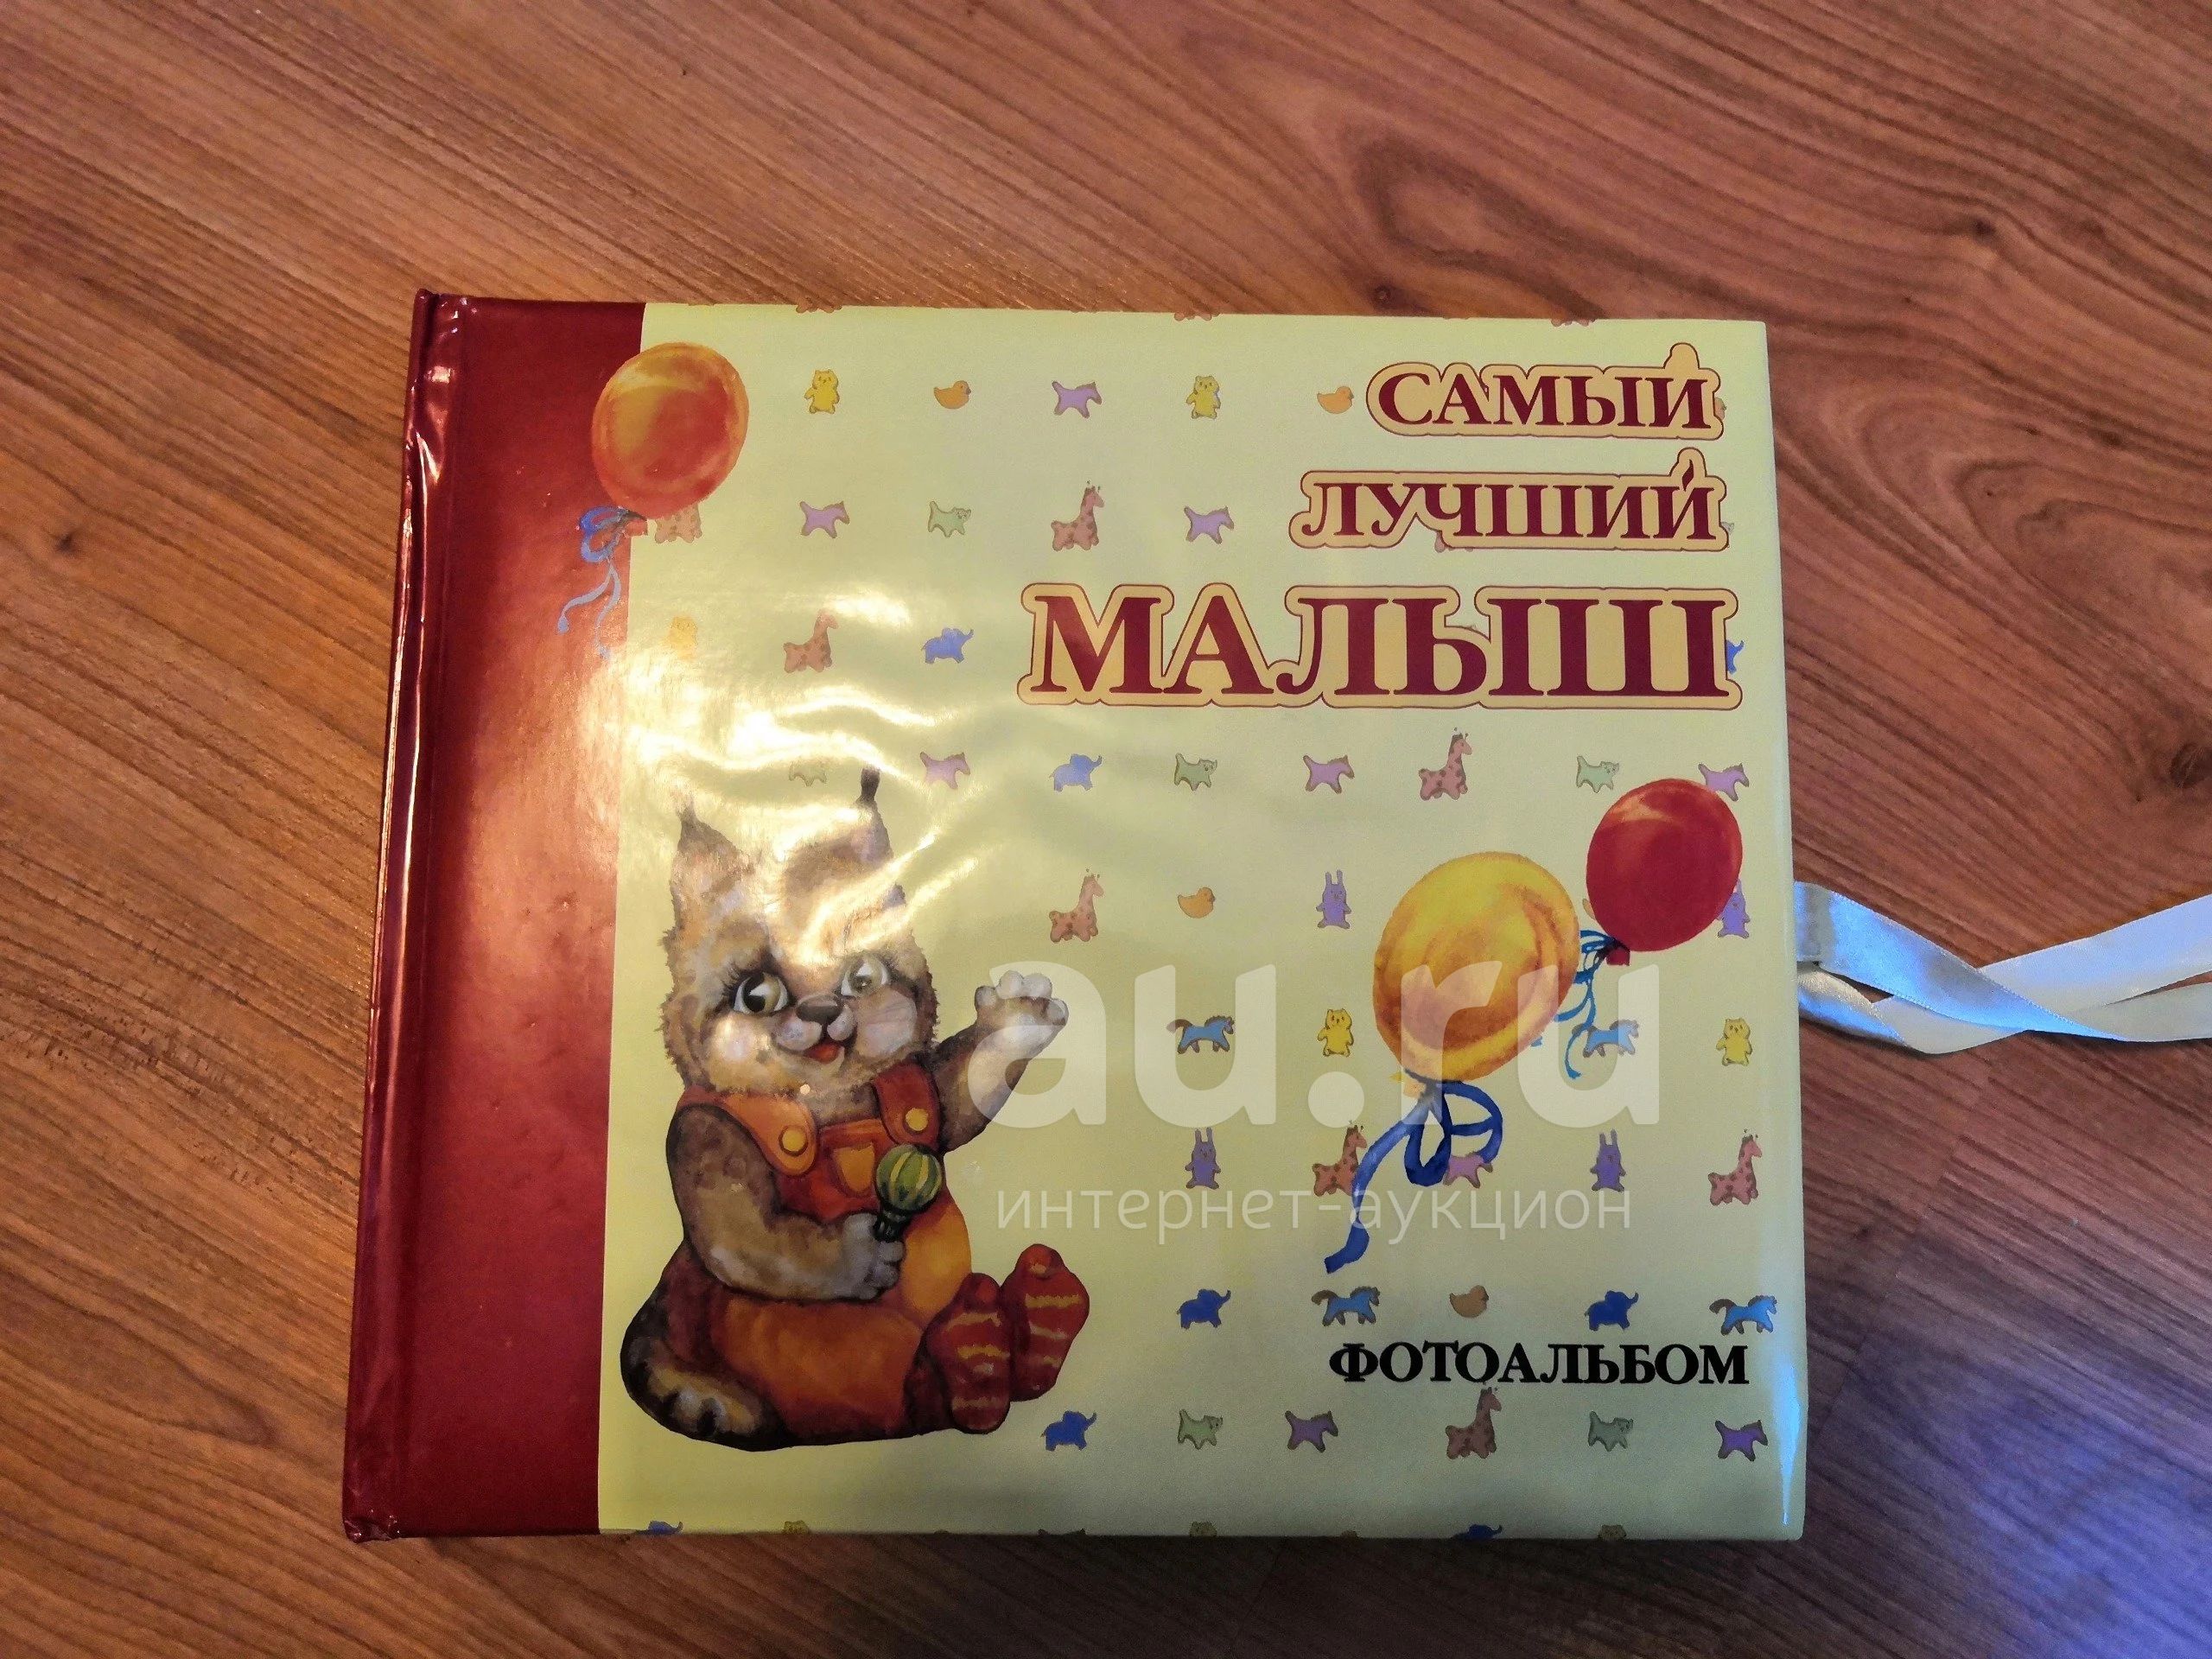 САМЫЙ
ЛУЧШИЙ
МАЛЫШ
au.ru
интернет-аукцион
ФОТОАЛЬБОМ